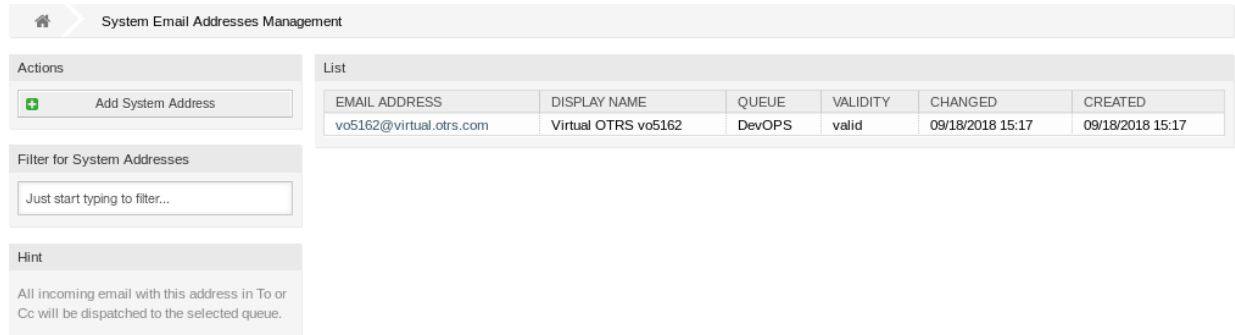 System Email Addresses Management
Actions
Add System Address
Filter for System Addresses
Just start typing to filter...
Hint
All incoming email with this address in To or
Cc will be dispatched to the selected queue.
List
EMAIL ADDRESS DISPLAY NAME QUEUE VALIDITY CHANGED CREATED
vo5162@virtual.otrs.com Virtual OTRS vo5162 DevOPS valid 09/18/2018 15:17 09/18/2018 15:17